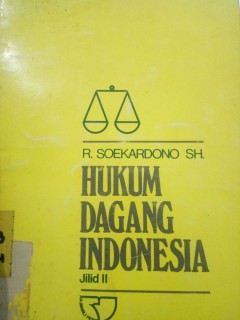 R. SOEKARDONO SH.
HUKUM
DAGANG
INDONESIA
Jilid II